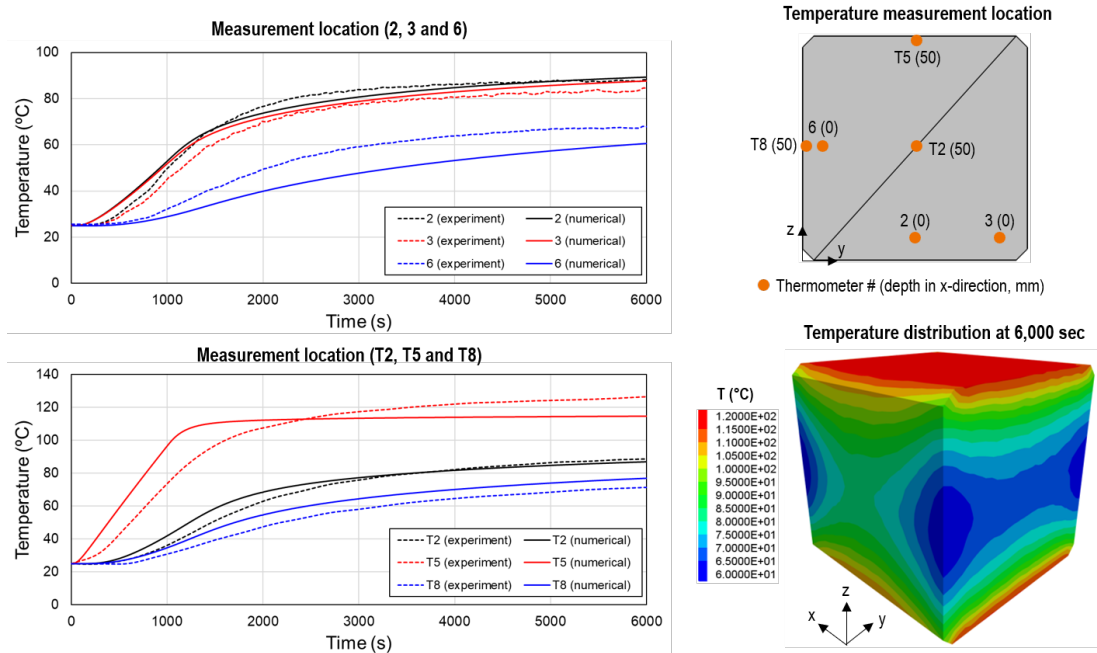 Measurement location (2, 3 and 6)
100
80
60
40
20
0
Temperature (ºC)
2 (experiment)
2 (numerical)
3 (experiment)
3 (numerical)
6 (experiment)
6 (numerical)
0
1000
2000
3000
4000
5000
6000
Time (s)
Temperature measurement location
T5 (50)
6 (0)
T8 (50)
T2 (50)
2 (0)
3 (0)
z
y
Thermometer # (depth in x-direction, mm)
Measurement location (T2, T5 and T8)
140
120
100
80
60
40
20
0
Temperature (ºC)
T2 (experiment)
T2 (numerical)
T5 (experiment)
T5 (numerical)
T8 (experiment)
T8 (numerical)
0
1000
2000
3000
4000
5000
6000
Time (s)
Temperature distribution at 6,000 sec
T (°C)
1.2000E+02
1.1500E+02
1.1000E+02
1.0500E+02
1.0000E+02
9.5000E+01
9.0000E+01
8.5000E+01
8.0000E+01
7.5000E+01
7.0000E+01
6.5000E+01
6.0000E+01
z
x
y